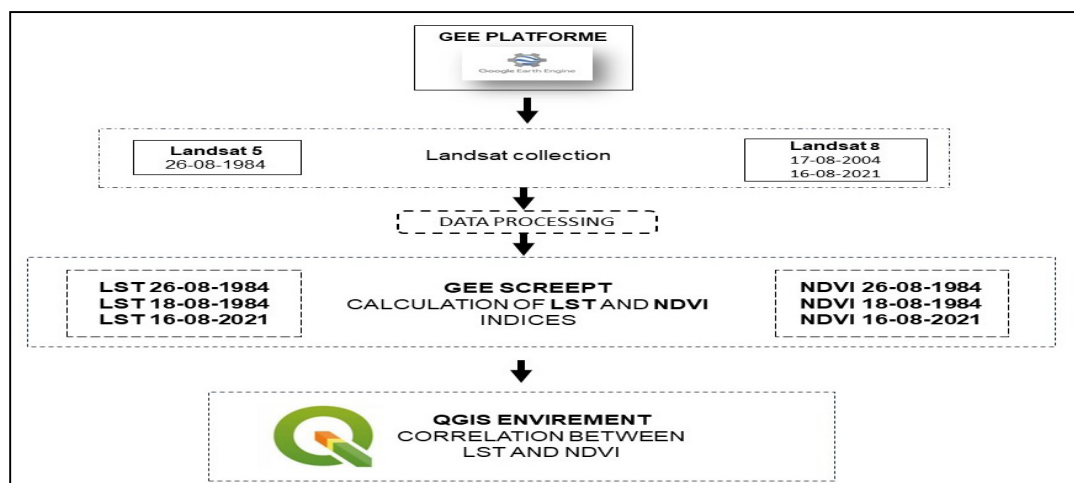 GEE PLATFORME
Google Earth Engine
Landsat 5
26-08-1984
Landsat collection
Landsat 8
17-08-2004
16-08-2021
DATA PROCESSING
LST 26-08-1984
LST 18-08-1984
LST 16-08-2021
GEE SCREEPT
CALCULATION OF LST AND NDVI
INDICES
NDVI 26-08-1984
NDVI 18-08-1984
NDVI 16-08-2021
QGIS ENVIREMENT
CORRELATION BETWEEN
LST AND NDVI